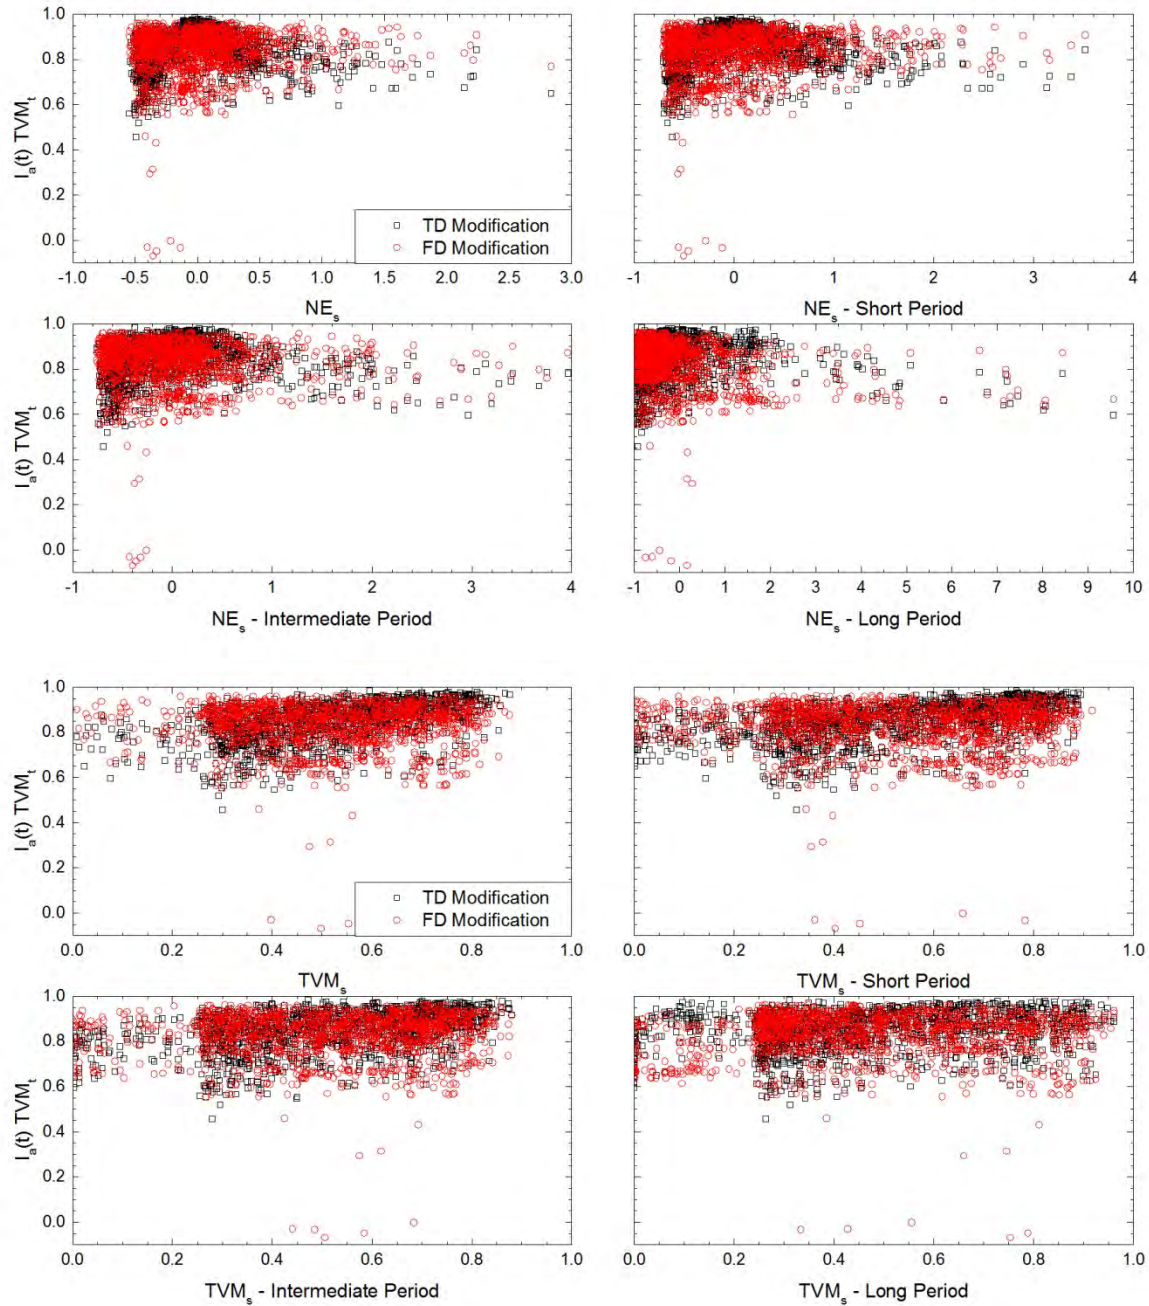 1.0
0.8
0.6
0.4
0.2
0.0
I_a(t) TVM_t
TD Modification
FD Modification
-1.0 -0.5 0.0 0.5 1.0 1.5 2.0 2.5 3.0
NE_s
-1 0 1 2 3 4
NE_s - Short Period
1.0
0.8
0.6
0.4
0.2
0.0
I_a(t) TVM_t
-1 0 1 2 3 4
NE_s - Intermediate Period
-1 0 1 2 3 4 5 6 7 8 9 10
NE_s - Long Period
1.0
0.8
0.6
0.4
0.2
0.0
I_a(t) TVM_t
TD Modification
FD Modification
0.0 0.2 0.4 0.6 0.8 1.0
TVM_s
0.0 0.2 0.4 0.6 0.8 1.0
TVM_s - Short Period
1.0
0.8
0.6
0.4
0.2
0.0
I_a(t) TVM_t
0.0 0.2 0.4 0.6 0.8 1.0
TVM_s - Intermediate Period
0.0 0.2 0.4 0.6 0.8 1.0
TVM_s - Long Period